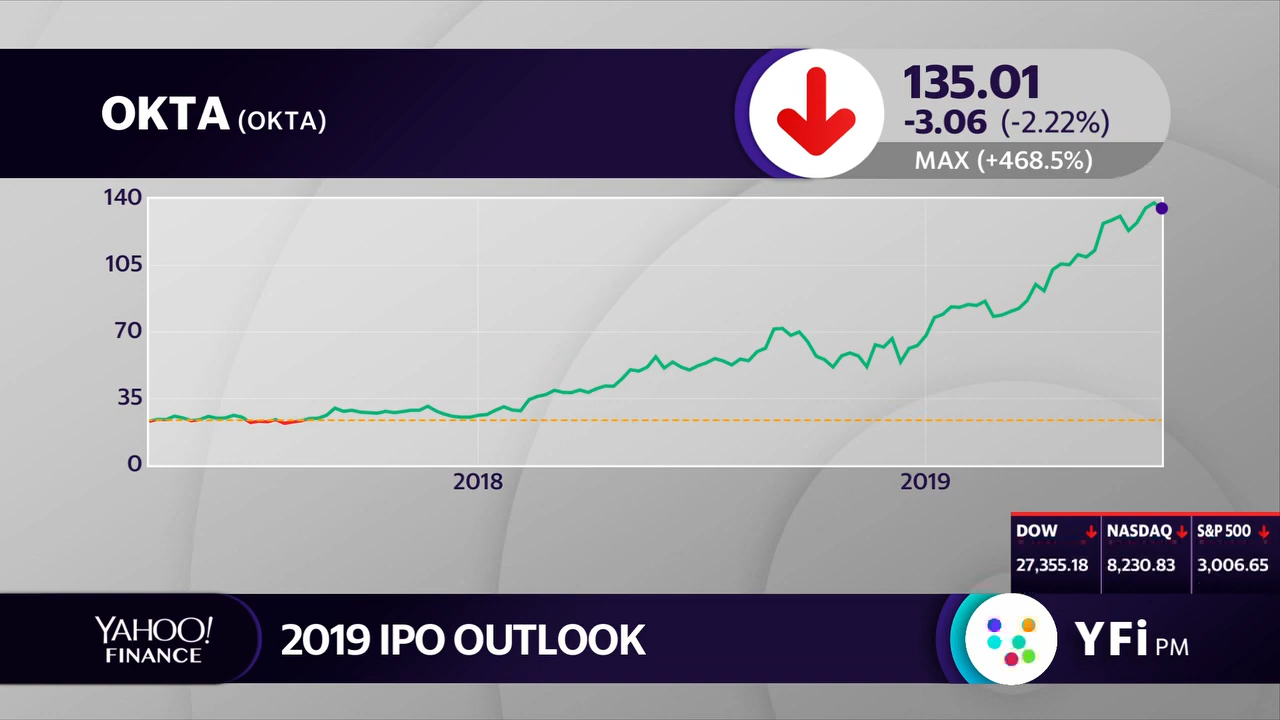 OKTA (OKTA)
135.01
-3.06 (-2.22%)
MAX (+468.5%)
140
105
70
35
0
2018
2019
DOW NASDAQ S&P 500
27,355.18 8,230.83 3,006.65
YAHOO!
FINANCE
2019 IPO OUTLOOK
YFi PM